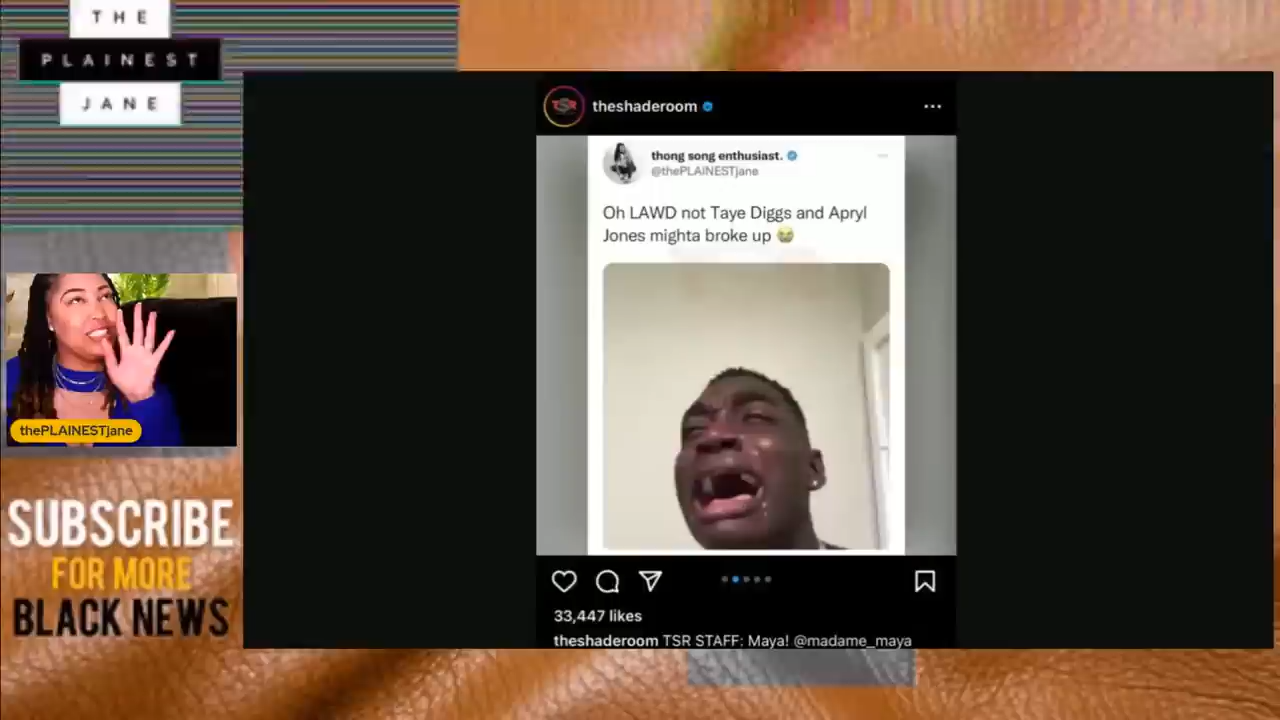 THE
PLAINEST
JANE
theshaderoom
thong song enthusiast.
@thePLAINESTjane
Oh LAWD not Taye Diggs and Apryl
Jones mighta broke up 😭
thePLAINESTjane
SUBSCRIBE
FOR MORE
BLACK NEWS
33,447 likes
theshaderoom TSR STAFF: Maya! @madame_maya
TSR